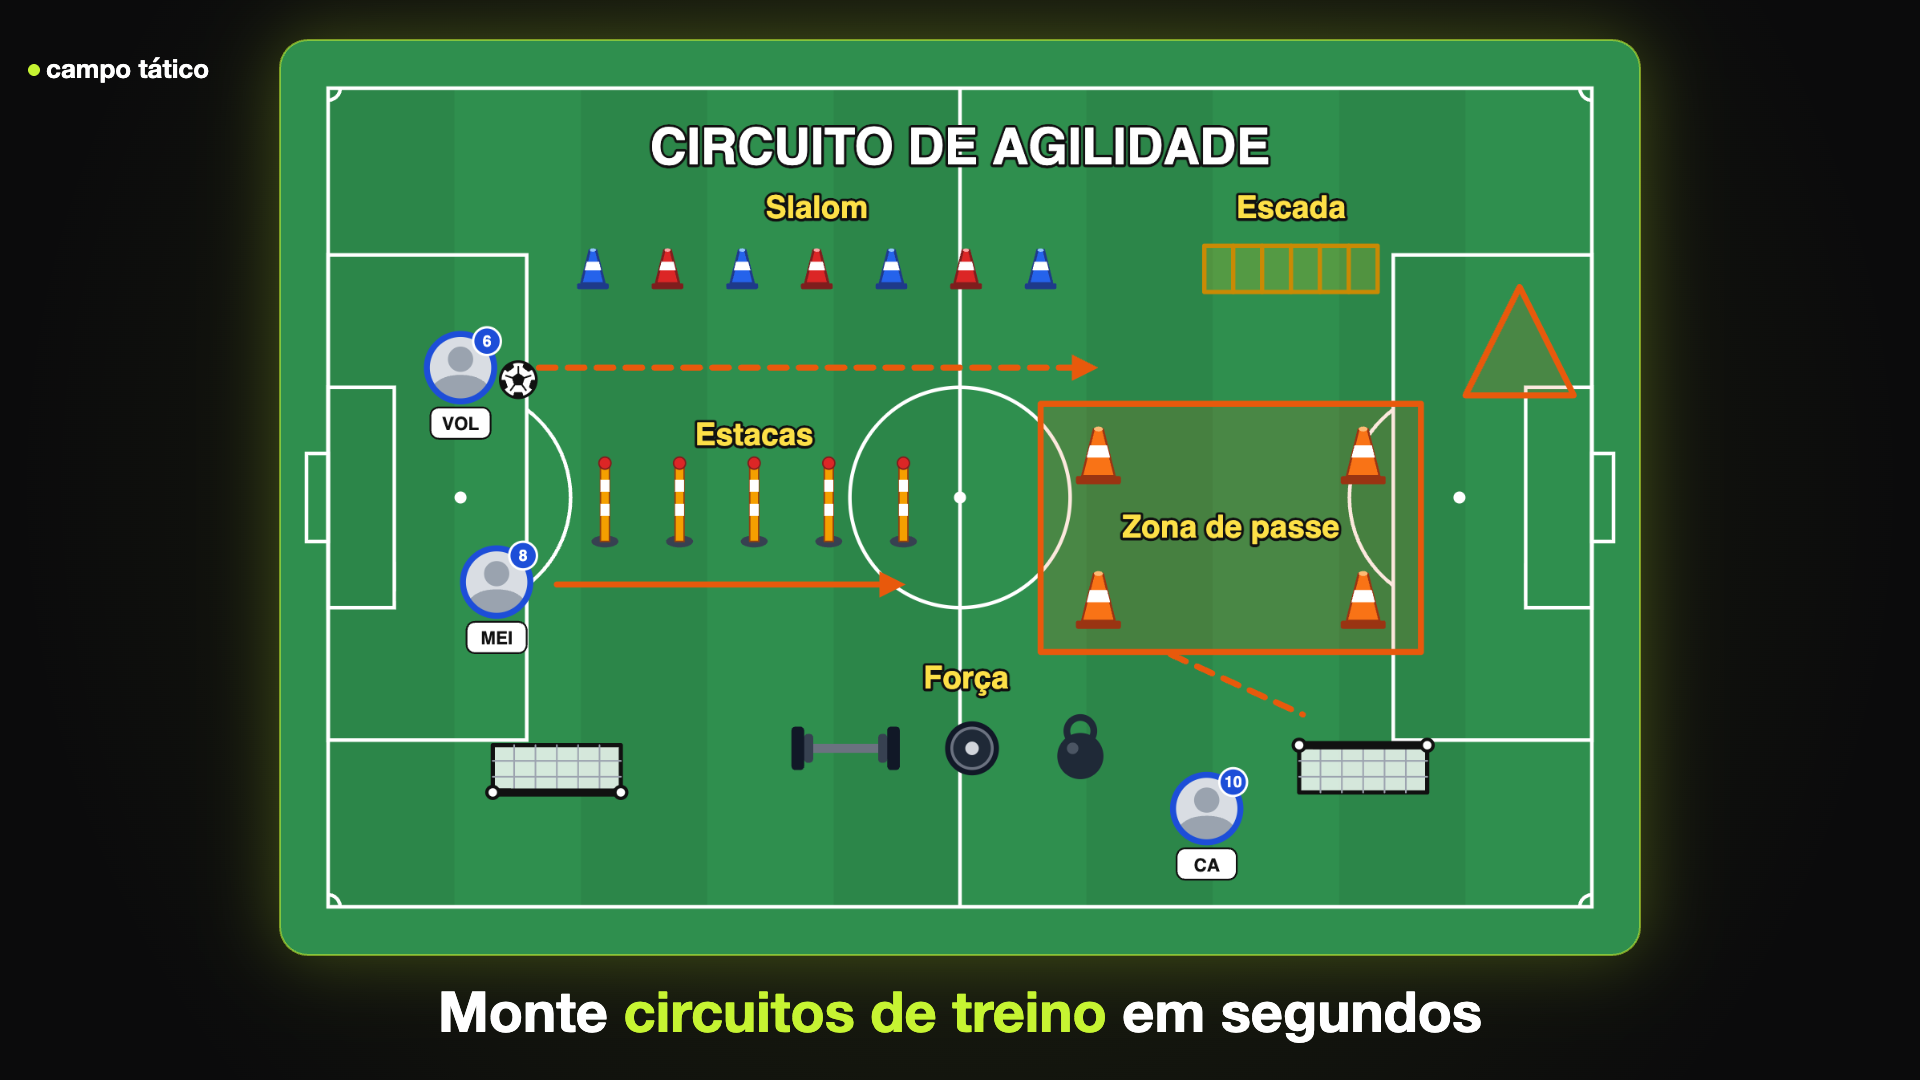 campo tático
CIRCUITO DE AGILIDADE
Slalom
Escada
6
VOL
Estacas
Zona de passe
8
MEI
Força
10
CA
Monte circuitos de treino em segundos